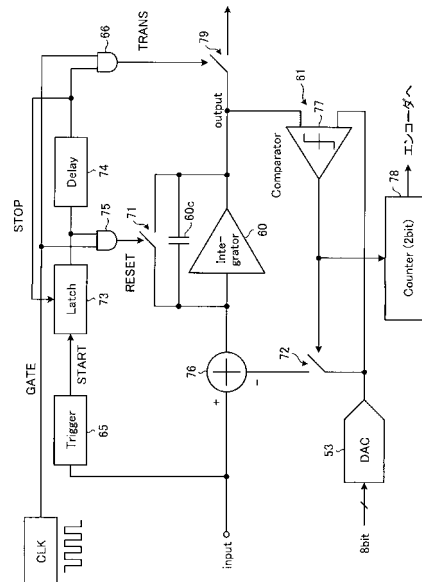 CLK
GATE
STOP
66
TRANS
Trigger
65
START
Latch
73
Delay
74
75
RESET
71
79
60c
Inte-
grator
60
output
61
77
Comparator
input
+
76
−
72
8bit
DAC
53
Counter (2bit)
78
エンコーダへ